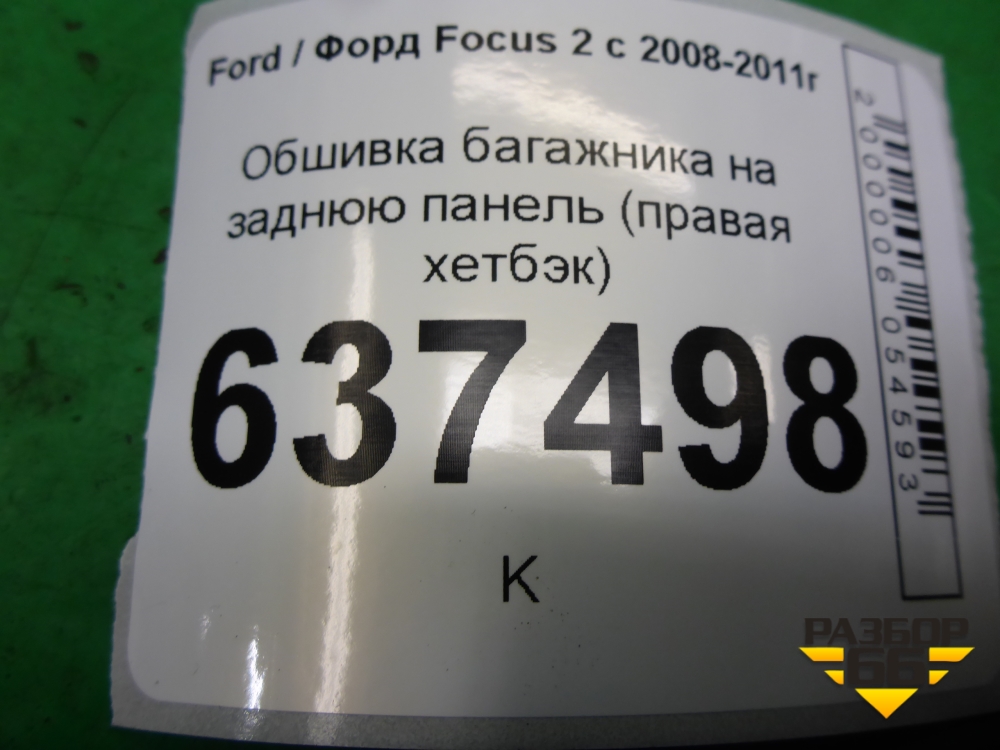 Ford / Форд Focus 2 с 2008-2011г
Обшивка багажника на
заднюю панель (правая
хетбэк)
637498
К
2000006054593
РАЗБОР
66